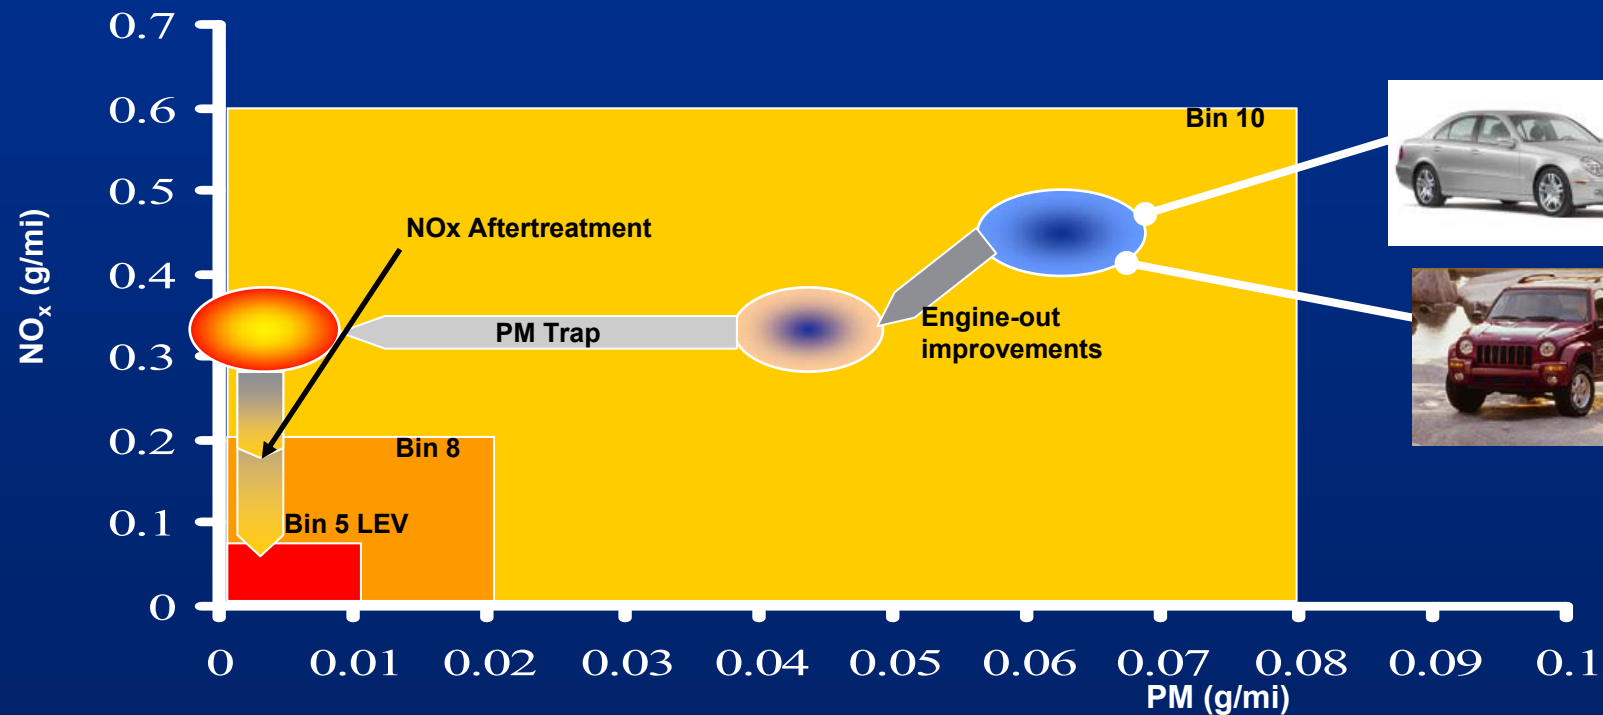 0.7
0.6
Bin 10
0.5
NOx Aftertreatment
0.4
NOx (g/mi)
Engine-out
improvements
PM Trap
0.3
0.2
Bin 8
0.1
Bin 5 LEV
0
0 0.01 0.02 0.03 0.04 0.05 0.06 0.07 0.08 0.09 0.1
PM (g/mi)